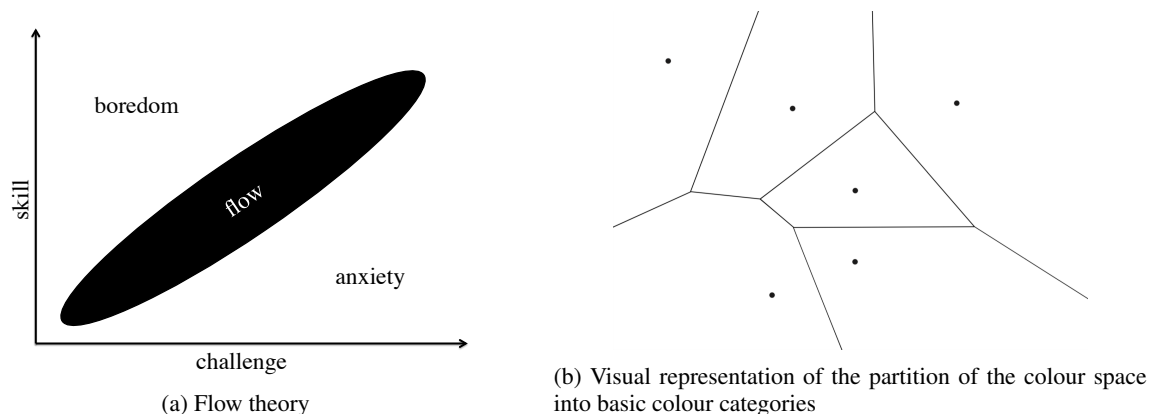 boredom
flow
skill
anxiety
challenge
(a) Flow theory
(b) Visual representation of the partition of the colour space
into basic colour categories